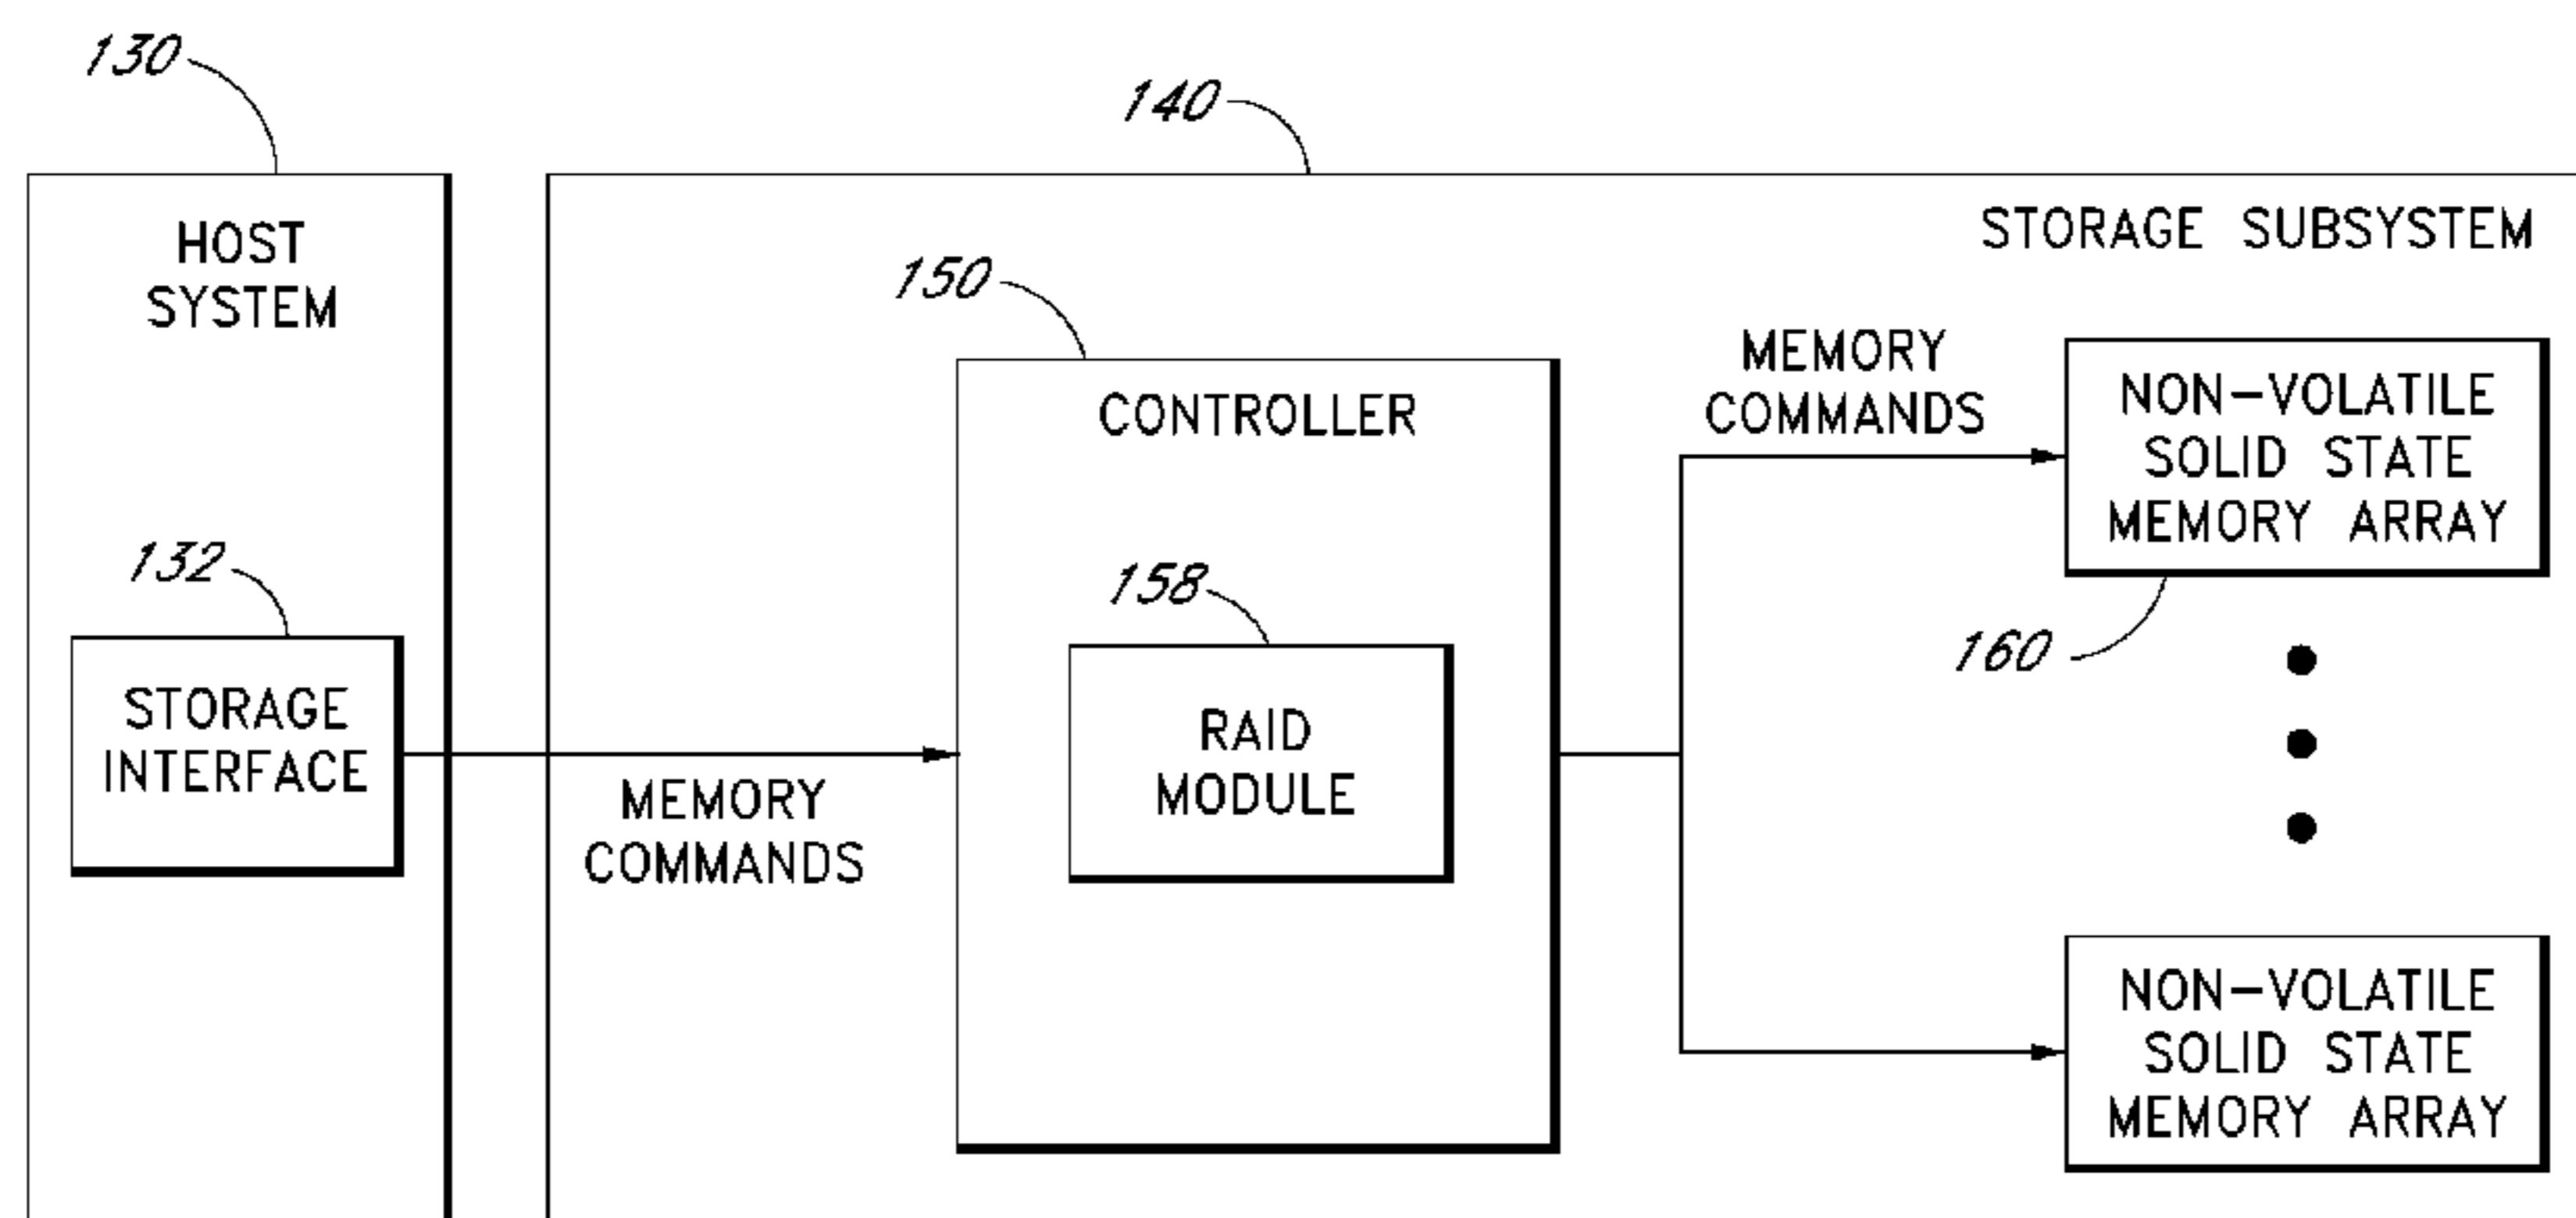 130
140
HOST
SYSTEM
STORAGE SUBSYSTEM
150
MEMORY
COMMANDS
CONTROLLER
NON-VOLATILE
SOLID STATE
MEMORY ARRAY
132
158
160
STORAGE
INTERFACE
RAID
MODULE
MEMORY
COMMANDS
NON-VOLATILE
SOLID STATE
MEMORY ARRAY